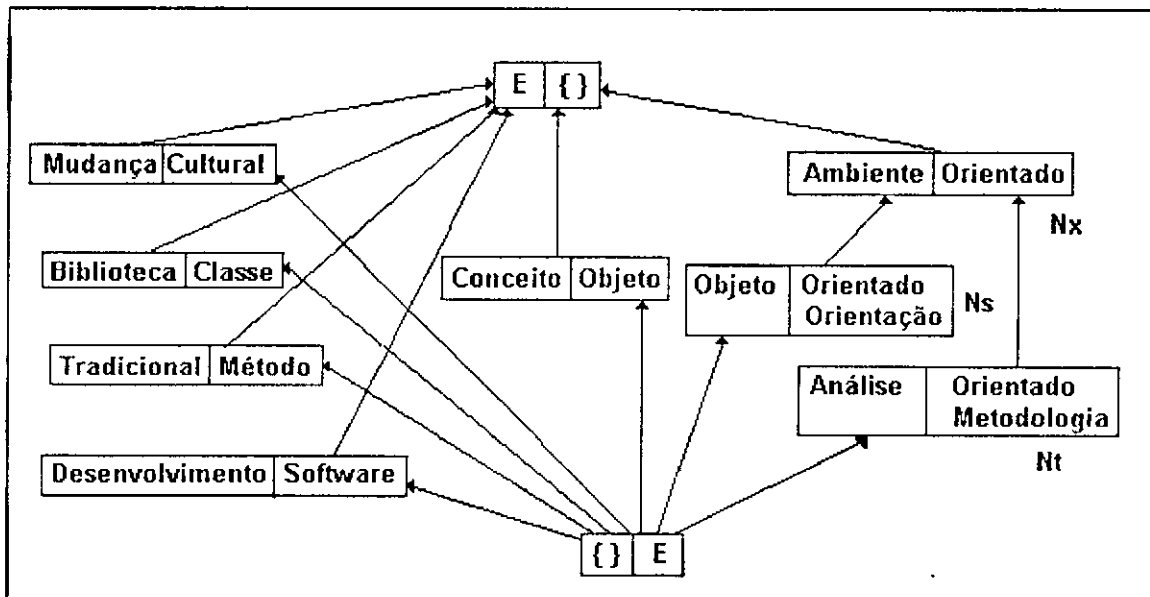 E {}
Mudança Cultural
Ambiente Orientado
Nx
Biblioteca Classe
Conceito Objeto
Objeto Orientado
Orientação
Ns
Tradicional Método
Análise Orientado
Metodologia
Nt
Desenvolvimento Software
{} E